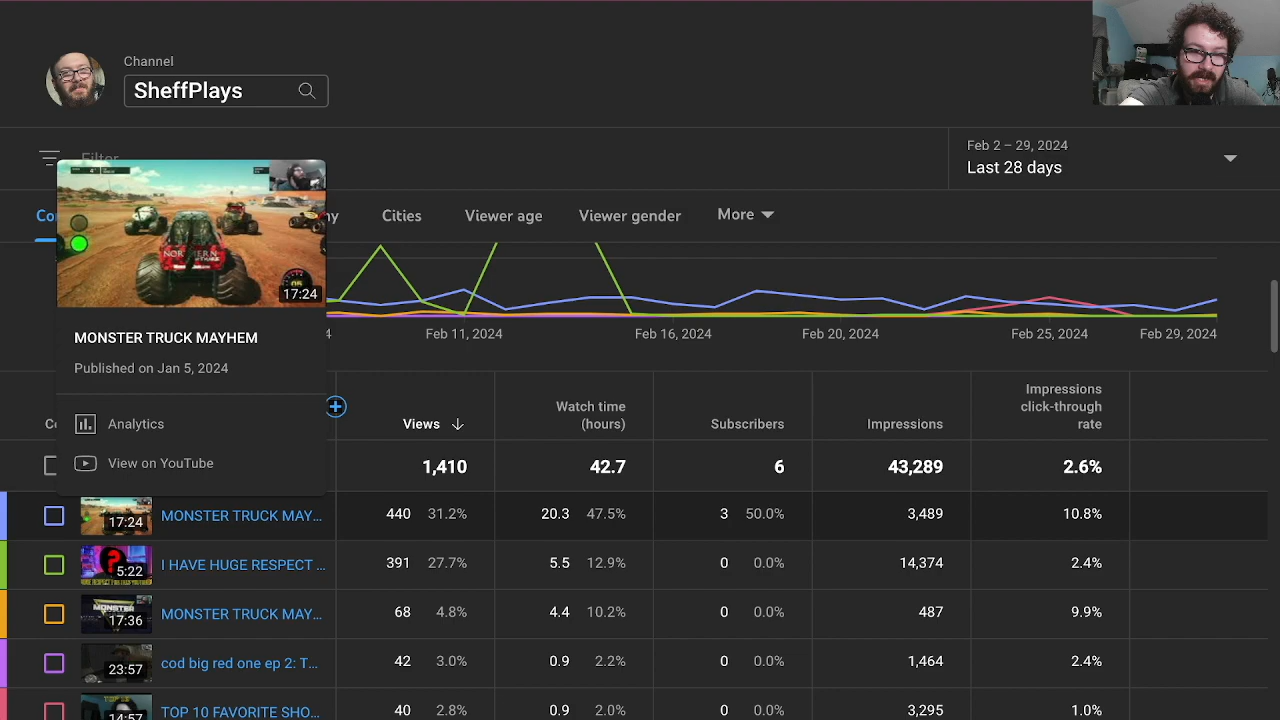 Channel
SheffPlays
Filter
Feb 2 – 29, 2024
Last 28 days
Co
hy
Cities
Viewer age
Viewer gender
More
NORTHERN
17:24
MONSTER TRUCK MAYHEM
Published on Jan 5, 2024
Analytics
View on YouTube
4
Feb 11, 2024
Feb 16, 2024
Feb 20, 2024
Feb 25, 2024
Feb 29, 2024
Views
Watch time (hours)
Subscribers
Impressions
Impressions click-through rate
1,410
42.7
6
43,289
2.6%
17:24 MONSTER TRUCK MAY... 440 31.2% 20.3 47.5% 3 50.0% 3,489 10.8%
5:22 I HAVE HUGE RESPECT ... 391 27.7% 5.5 12.9% 0 0.0% 14,374 2.4%
MONSTER 17:36 MONSTER TRUCK MAY... 68 4.8% 4.4 10.2% 0 0.0% 487 9.9%
23:57 cod big red one ep 2: T... 42 3.0% 0.9 2.2% 0 0.0% 1,464 2.4%
14:57 TOP 10 FAVORITE SHO... 40 2.8% 0.9 2.0% 0 0.0% 3,295 1.0%